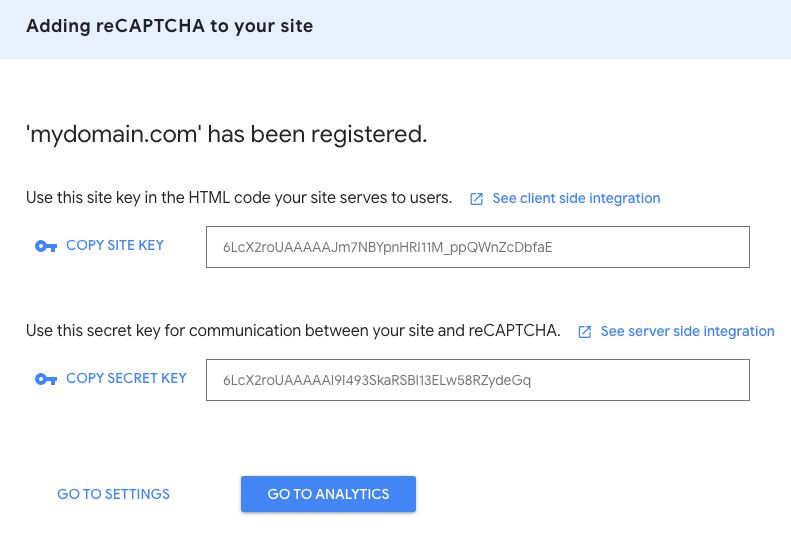 Adding reCAPTCHA to your site
'mydomain.com' has been registered.
Use this site key in the HTML code your site serves to users. See client side integration
COPY SITE KEY 6LcX2roUAAAAAJm7NBYpnHRI11M_ppQWnZcDbfaE
Use this secret key for communication between your site and reCAPTCHA. See server side integration
COPY SECRET KEY 6LcX2roUAAAAAI9I493SkaRSBI13ELw58RZydeGq
GO TO SETTINGS GO TO ANALYTICS